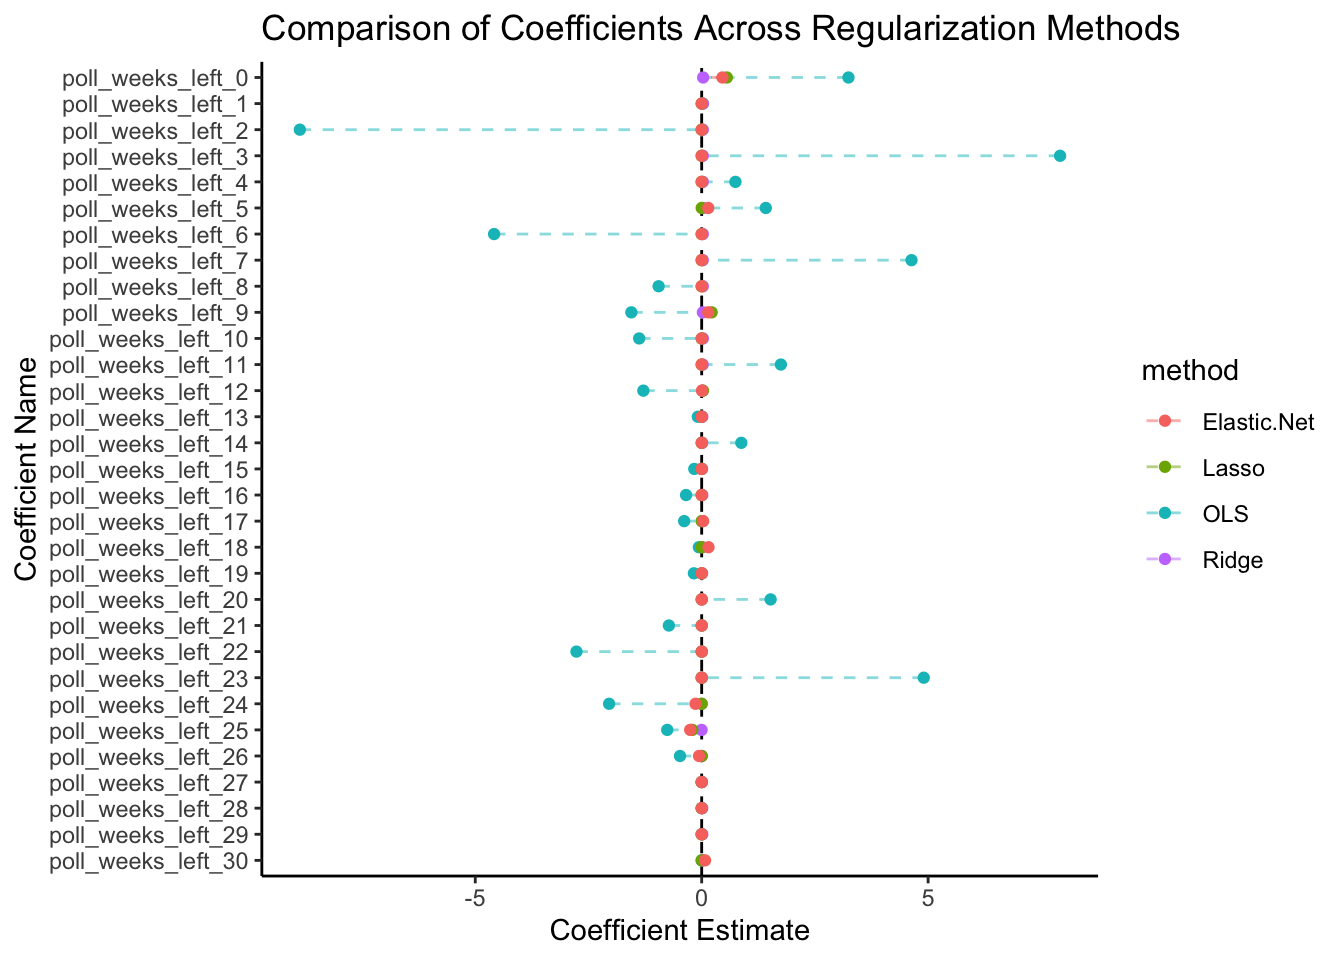 Comparison of Coefficients Across Regularization Methods
Coefficient Name
poll_weeks_left_0
poll_weeks_left_1
poll_weeks_left_2
poll_weeks_left_3
poll_weeks_left_4
poll_weeks_left_5
poll_weeks_left_6
poll_weeks_left_7
poll_weeks_left_8
poll_weeks_left_9
poll_weeks_left_10
poll_weeks_left_11
poll_weeks_left_12
poll_weeks_left_13
poll_weeks_left_14
poll_weeks_left_15
poll_weeks_left_16
poll_weeks_left_17
poll_weeks_left_18
poll_weeks_left_19
poll_weeks_left_20
poll_weeks_left_21
poll_weeks_left_22
poll_weeks_left_23
poll_weeks_left_24
poll_weeks_left_25
poll_weeks_left_26
poll_weeks_left_27
poll_weeks_left_28
poll_weeks_left_29
poll_weeks_left_30
-5 0 5
Coefficient Estimate
method
Elastic.Net
Lasso
OLS
Ridge